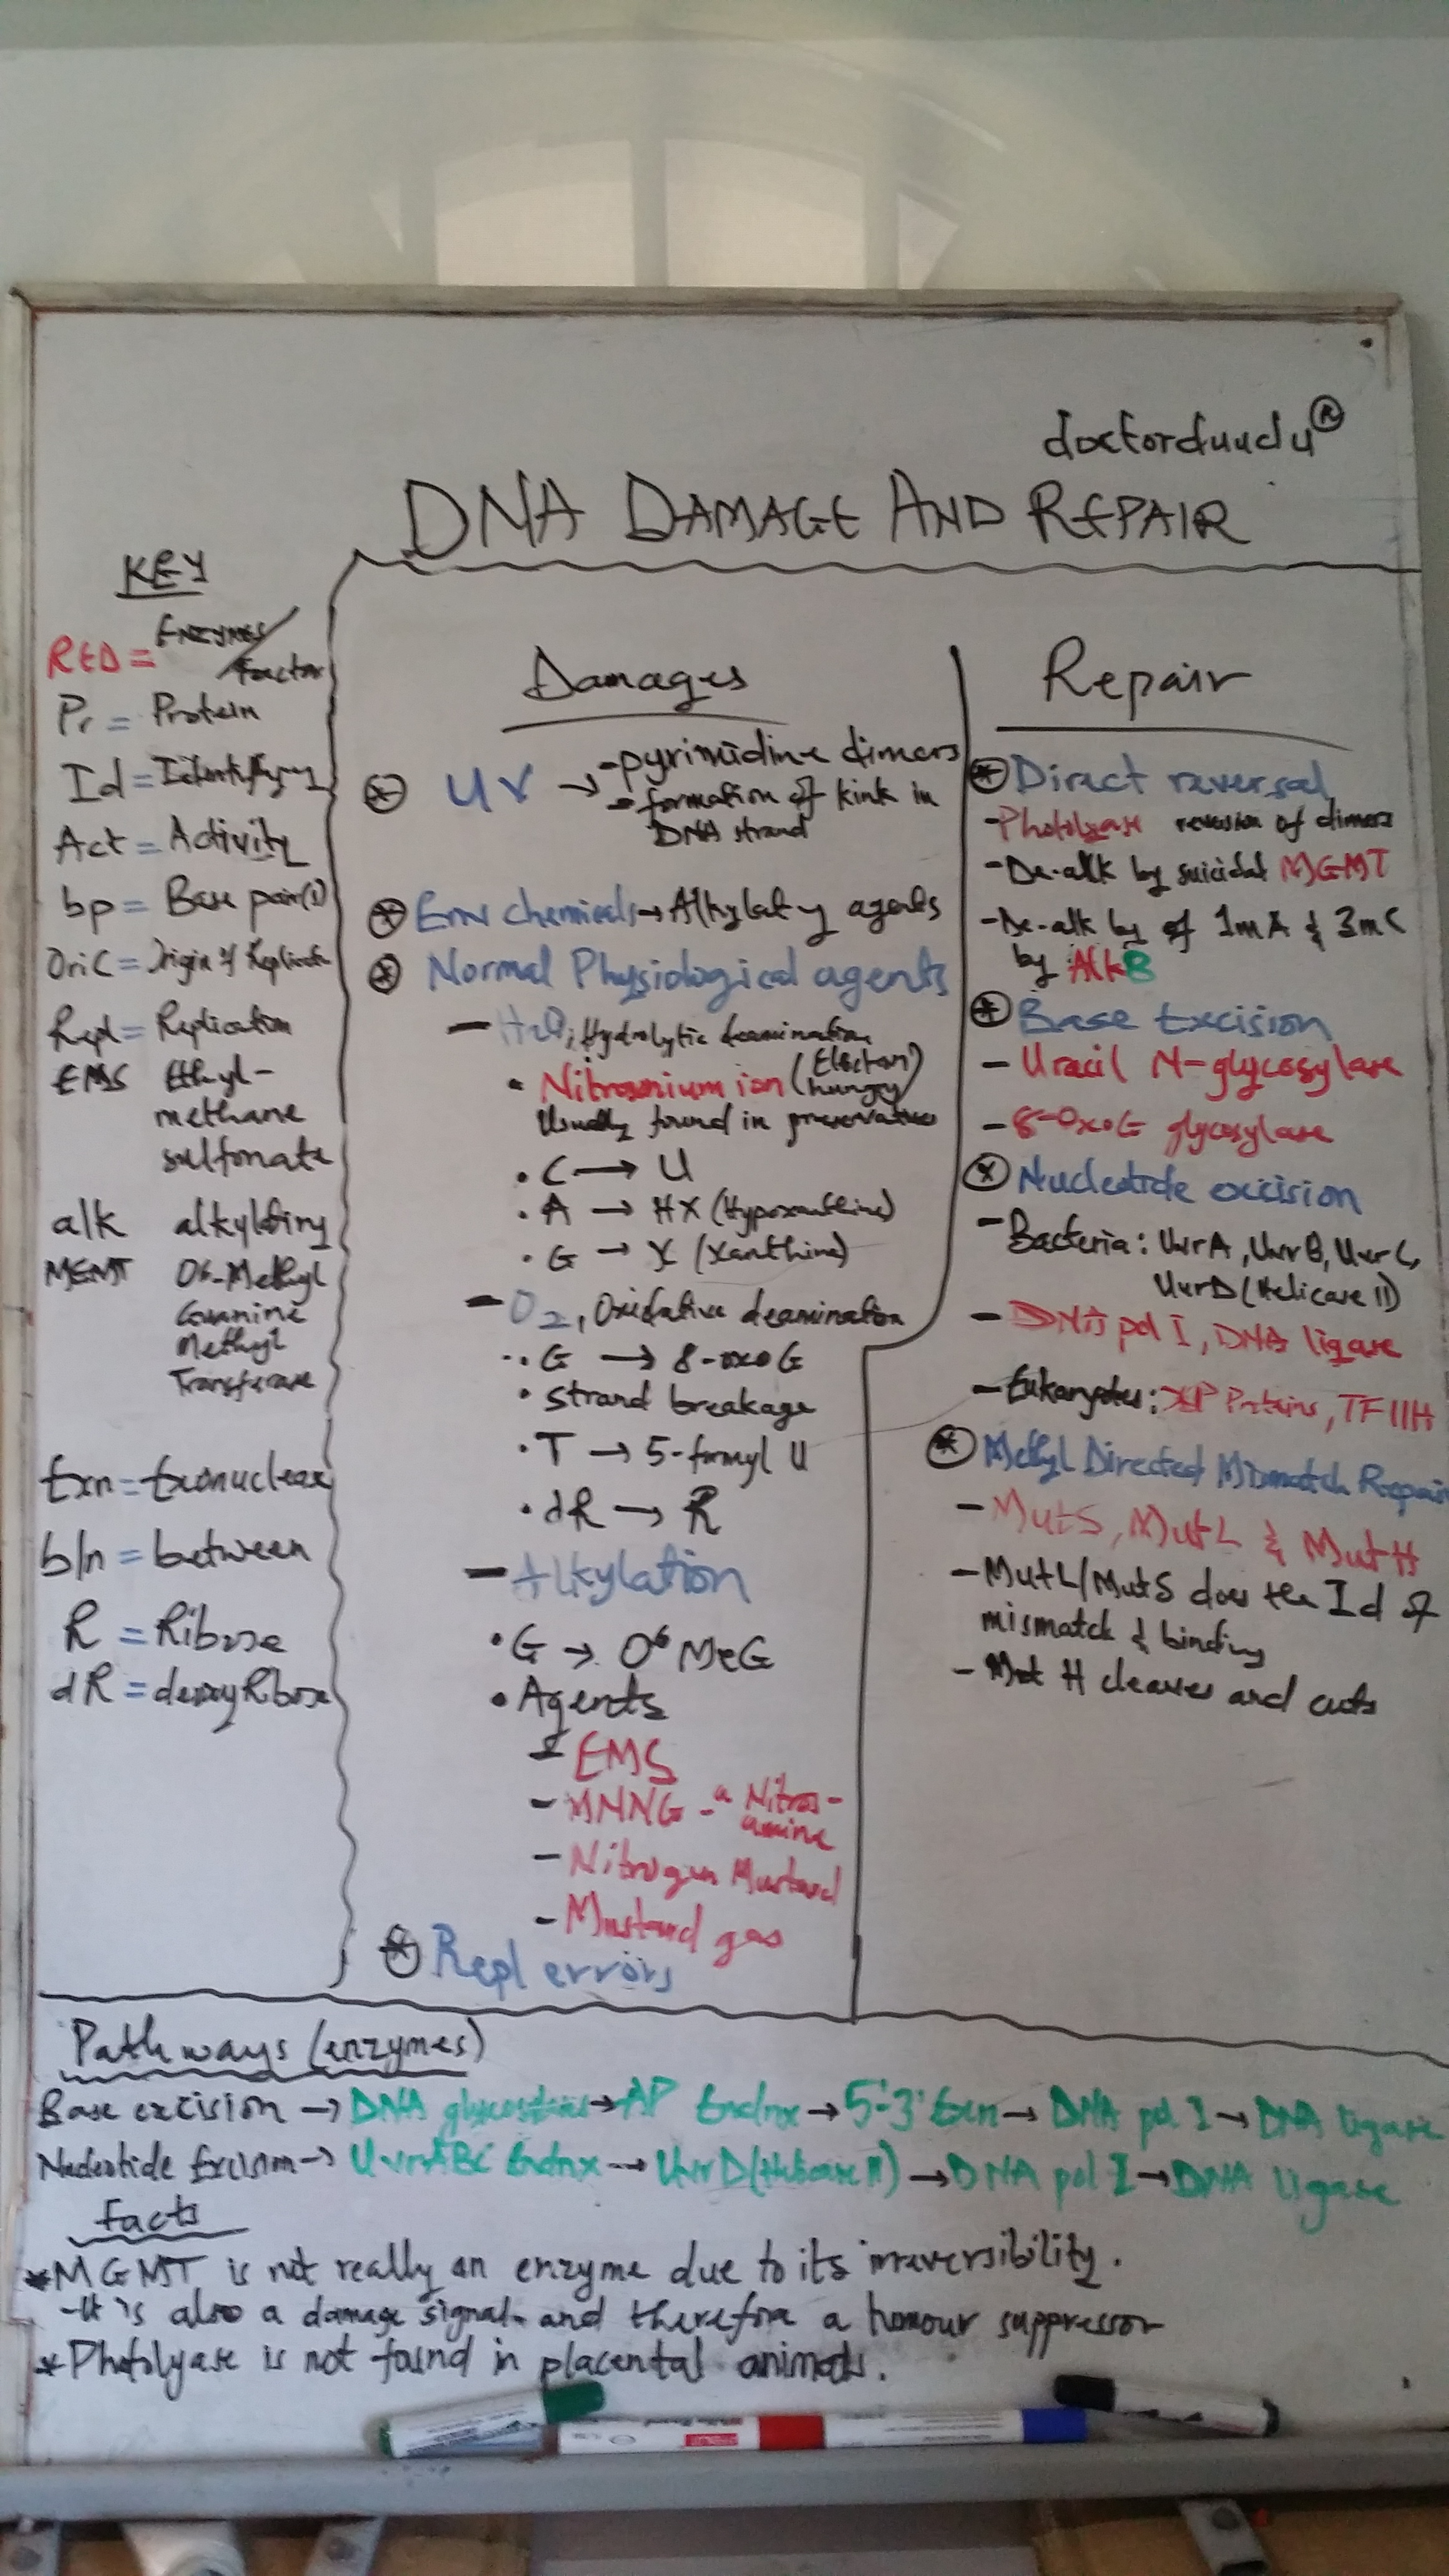 doctordudu®
DNA DAMAGE AND REPAIR
KEY
RED = Enzymes/
factor
Pr = Protein
Id = Identifying
Act = Activity
bp = Base pair(s)
OriC = Origin of Replicatn
Repl = Replication
EMS Ethyl-
methane
sulfonate
alk alkylating
MGMT O6-Methyl
Guanine
Methyl
Transferase
Exn = Exonuclease
b/n = between
R = Ribose
dR = deoxyRibose
Damages
* UV → - pyrimidine dimers
- formation of kink in
DNA strand
* Env chemicals → Alkylatg agents
* Normal Physiological agents
- H2O, Hydrolytic deamination
• Nitrosonium ion (Electron
hungry)
Usually found in preservatives
• C → U
• A → HX (Hypoxanthine)
• G → X (Xanthine)
- O2, Oxidative deamination
• G → 8-oxoG
• Strand breakage
• T → 5-formyl U
• dR → R
- Alkylation
• G → O6 MeG
• Agents
- EMS
- MNNG - a Nitros-
amine
- Nitrogen Mustard
- Mustard gas
* Repl errors
Repair
* Direct reversal
- Photolyase reversion of dimers
- De-alk by suicidal MGMT
- De-alk by of 1mA & 3mC
by AlkB
* Base Excision
- Uracil N-glycosylase
- 8-OxoG glycosylase
* Nucleotide excision
- Bacteria: UvrA, UvrB, UvrC,
UvrD (Helicase II)
- DNA pol I, DNA ligase
- Eukaryotes: XP Proteins, TFIIH
* Methyl Directed Mismatch Repair
- MutS, MutL & MutH
- MutL/MutS does the Id of
mismatch & binding
- Mut H cleaves and cuts
Pathways (enzymes)
Base excision → DNA glycosylase → AP Endox → 5'-3' Exn → DNA pol I → DNA ligase
Nucleotide Excision → UvrABC Endox → UvrD (Helicase II) → DNA pol I → DNA ligase
facts
*MGMT is not really an enzyme due to its irreversibility.
-It is also a damage signal and therefore a tumour suppressor
*Photolyase is not found in placental animals.